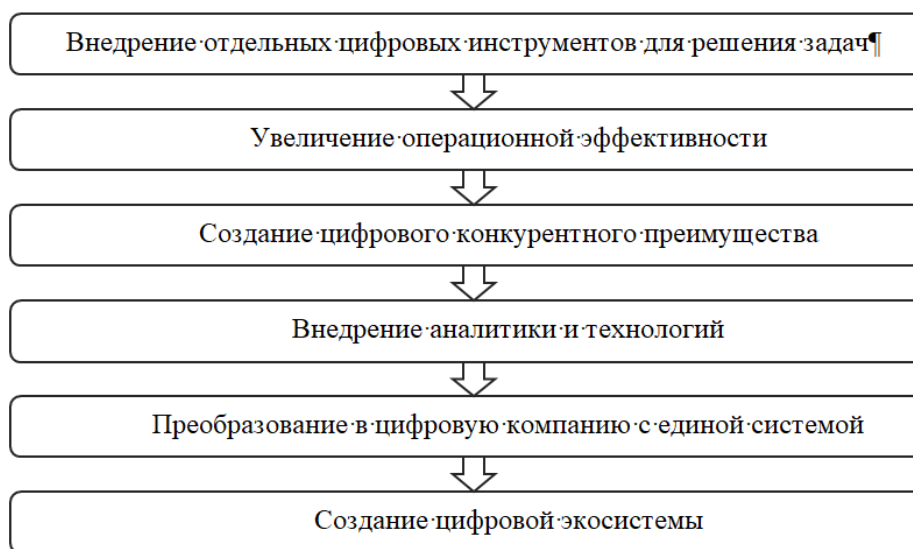 Внедрение·отдельных·цифровых·инструментов·для·решения·задач¶
Увеличение·операционной·эффективности
Создание·цифрового·конкурентного·преимущества
Внедрение·аналитики·и·технологий
Преобразование·в·цифровую·компанию·с·единой·системой
Создание·цифровой·экосистемы